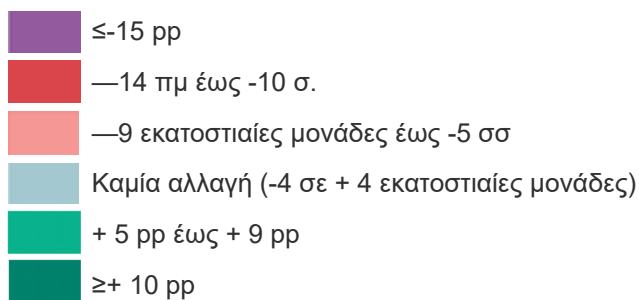 ≤-15 pp
—14 πμ έως -10 σ.
—9 εκατοστιαίες μονάδες έως -5 σσ
Καμία αλλαγή (-4 σε + 4 εκατοστιαίες μονάδες)
+ 5 pp έως + 9 pp
≥+ 10 pp